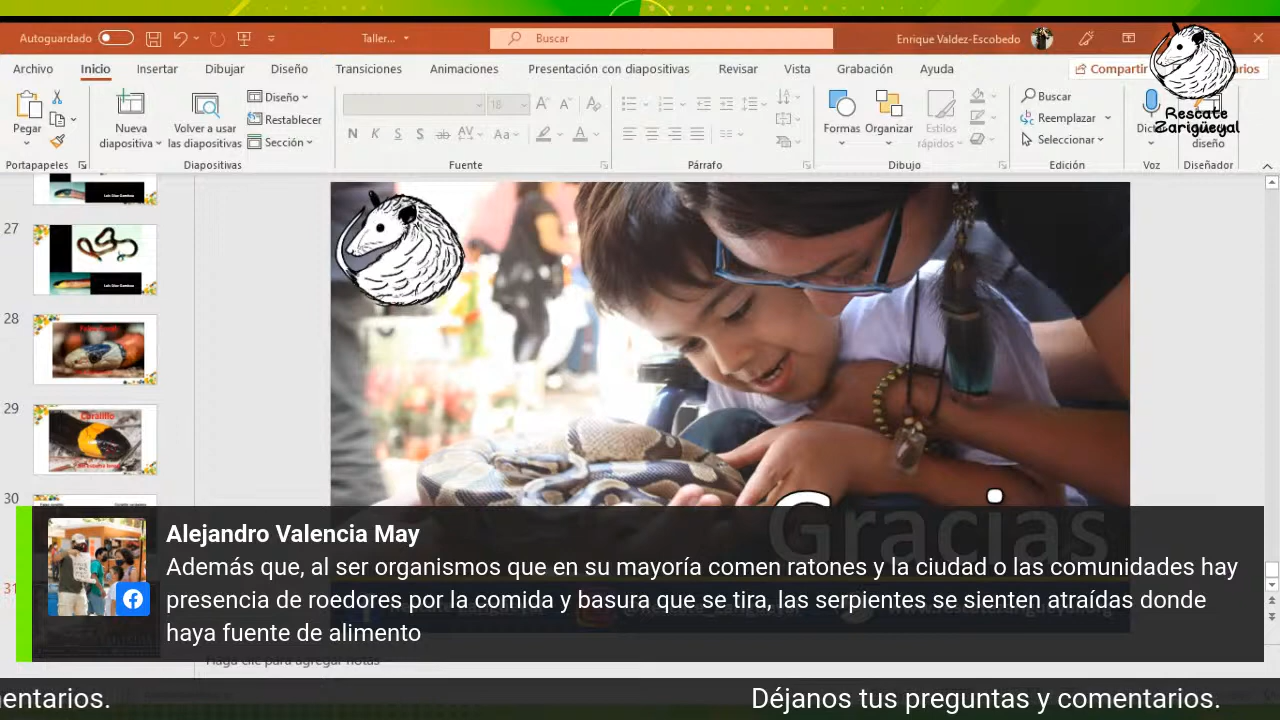 Autoguardado
Taller...
Buscar
Enrique Valdez-Escobedo
Archivo Inicio Insertar Dibujar Diseño Transiciones Animaciones Presentación con diapositivas Revisar Vista Grabación Ayuda Compartir
Rescate
Zarigüeyal
Pegar
Nueva
diapositiva
Volver a usar
las diapositivas
Diseño
Restablecer
Sección
18
N K S S ab AV Aa A
Formas Organizar Estilos
rápidos
Buscar
Reemplazar
Seleccionar
diseño
Portapapeles Diapositivas Fuente Párrafo Dibujo Edición Voz Diseñador
27
28
29
Coralillo
30
31
Gracias
Alejandro Valencia May
Además que, al ser organismos que en su mayoría comen ratones y la ciudad o las comunidades hay
presencia de roedores por la comida y basura que se tira, las serpientes se sienten atraídas donde
haya fuente de alimento
Haga clic para agregar notas
entarios. Déjanos tus preguntas y comentarios.